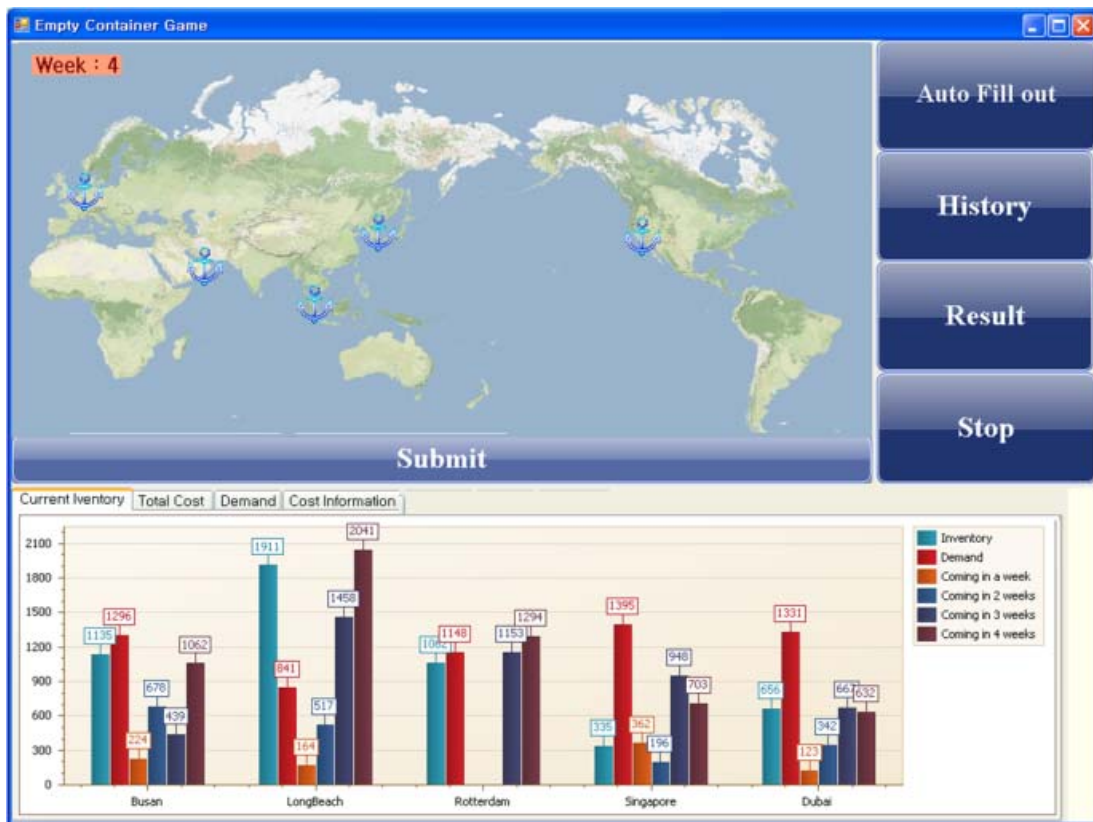 Empty Container Game
Week : 4
Auto Fill out
History
Result
Stop
Submit
Current Iventory Total Cost Demand Cost Information
2100
1800
1500
1200
900
600
300
0
1135 1296 224 678 439 1062
1911 841 164 517 1458 2041
1062 1148 1153 1294
335 1395 362 196 948 703
656 1331 123 342 667 632
Busan LongBeach Rotterdam Singapore Dubai
Inventory
Demand
Coming in a week
Coming in 2 weeks
Coming in 3 weeks
Coming in 4 weeks